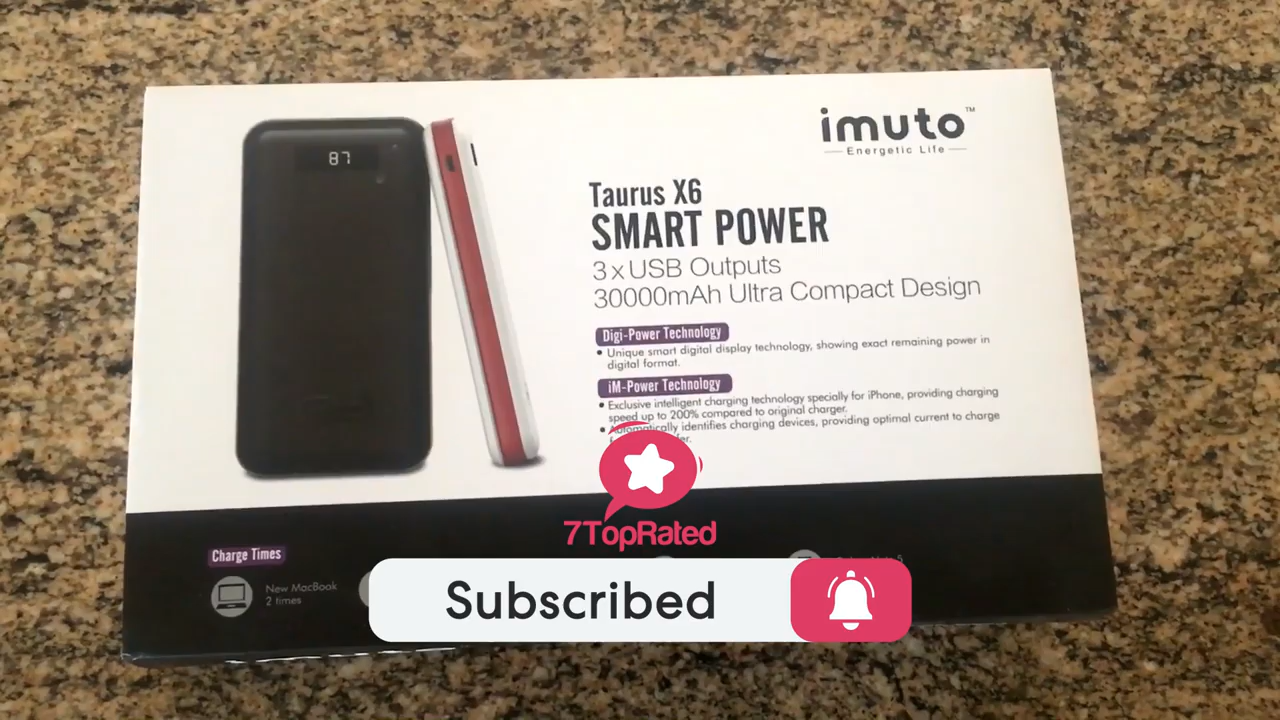 imuto™
Energetic Life
87
Taurus X6
SMART POWER
3 x USB Outputs
30000mAh Ultra Compact Design
Digi-Power Technology
• Unique smart digital display technology, showing exact remaining power in
digital format.
iM-Power Technology
• Exclusive intelligent charging technology specially for iPhone, providing charging
speed up to 200% compared to original charger.
• Automatically identifies charging devices, providing optimal current to charge
7TopRated
Charge Times
New MacBook
2 times
Subscribed